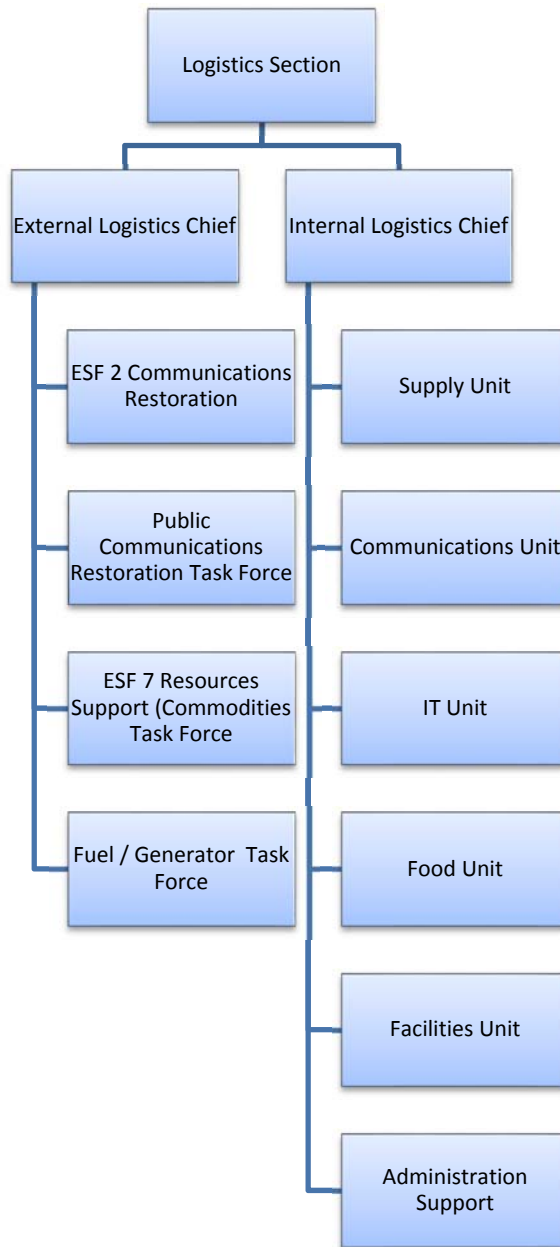 Logistics Section
External Logistics Chief
Internal Logistics Chief
ESF 2 Communications
Restoration
Public
Communications
Restoration Task Force
ESF 7 Resources
Support (Commodities
Task Force
Fuel / Generator Task
Force
Supply Unit
Communications Unit
IT Unit
Food Unit
Facilities Unit
Administration
Support